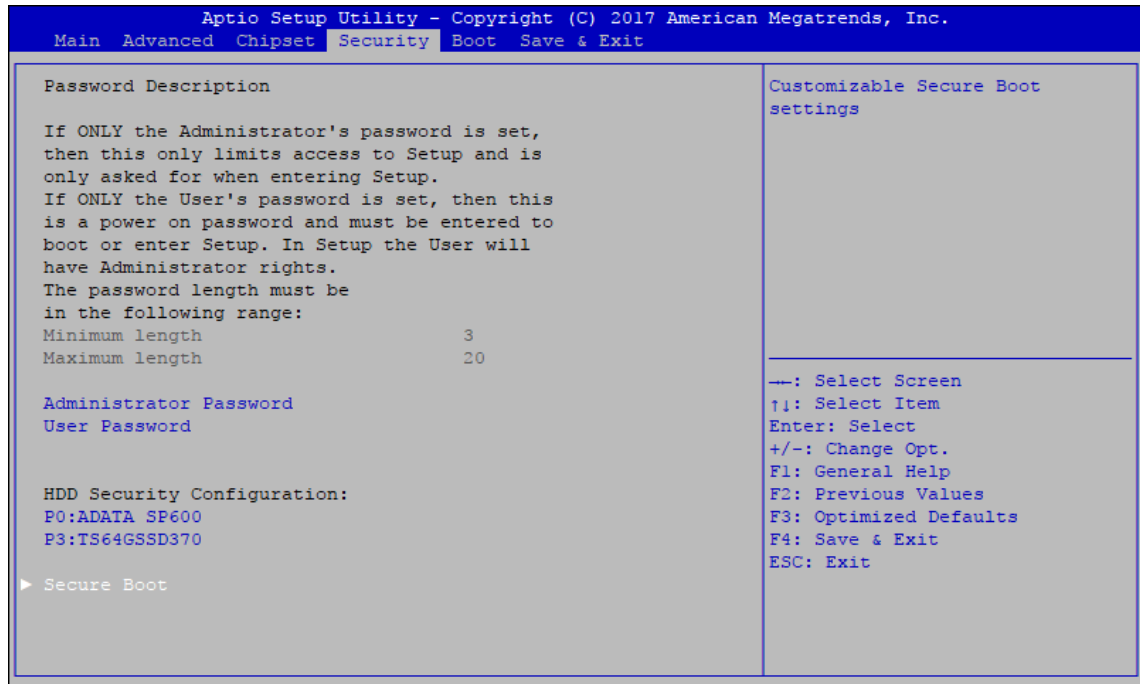 Aptio Setup Utility - Copyright (C) 2017 American Megatrends, Inc.
Main Advanced Chipset Security Boot Save & Exit
Password Description
If ONLY the Administrator's password is set,
then this only limits access to Setup and is
only asked for when entering Setup.
If ONLY the User's password is set, then this
is a power on password and must be entered to
boot or enter Setup. In Setup the User will
have Administrator rights.
The password length must be
in the following range:
Minimum length 3
Maximum length 20
Administrator Password
User Password
HDD Security Configuration:
P0:ADATA SP600
P3:TS64GSSD370
► Secure Boot
Customizable Secure Boot
settings
→←: Select Screen
↑↓: Select Item
Enter: Select
+/-: Change Opt.
F1: General Help
F2: Previous Values
F3: Optimized Defaults
F4: Save & Exit
ESC: Exit